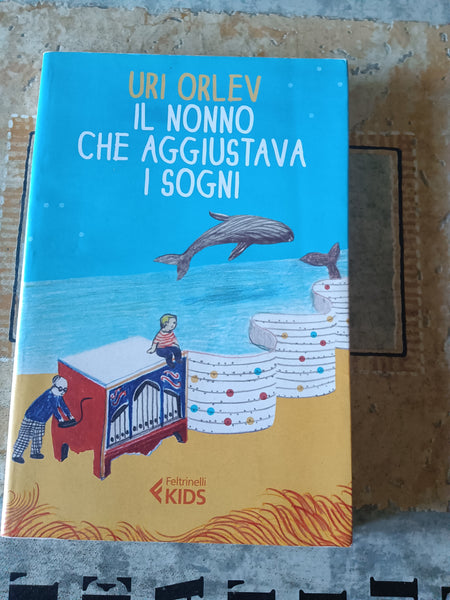 URI ORLEV
IL NONNO
CHE AGGIUSTAVA
I SOGNI
Feltrinelli
KIDS